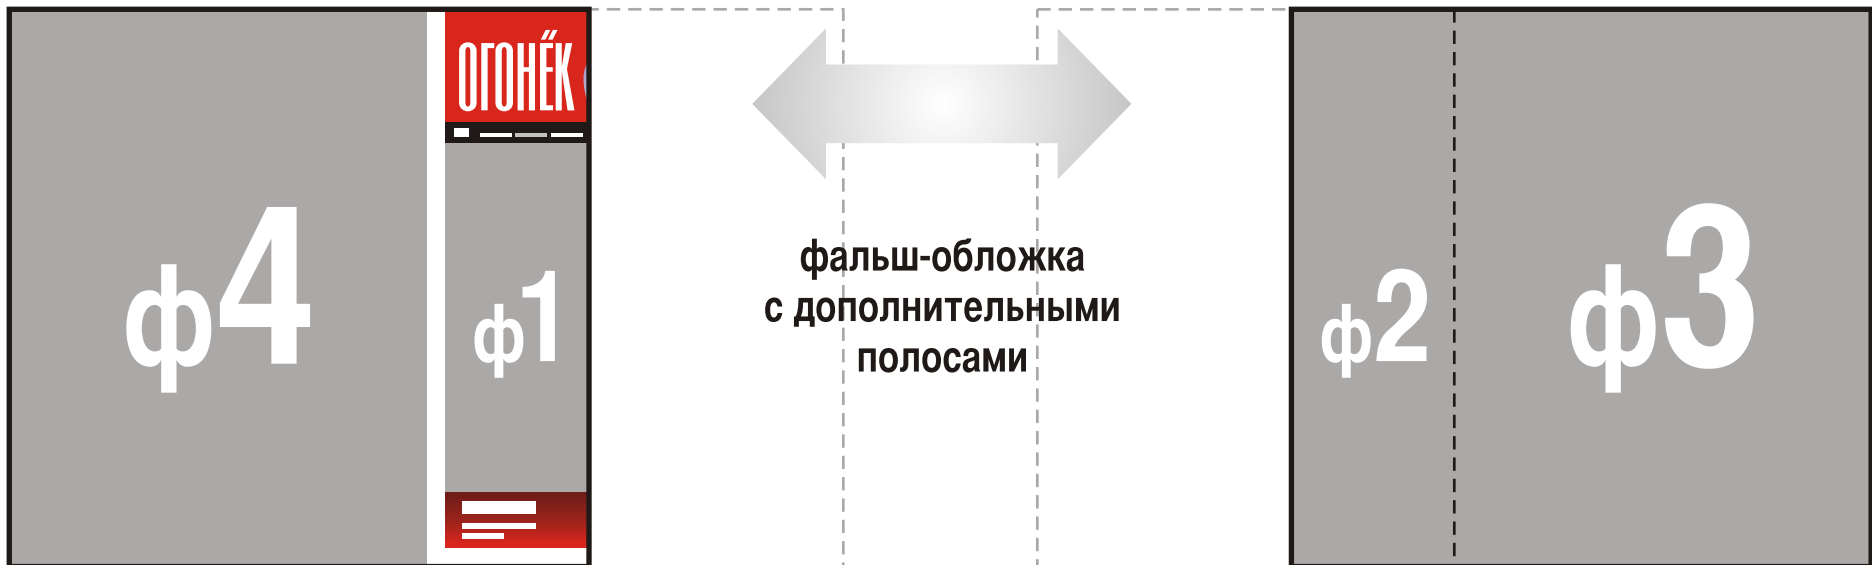 ф4
ОГОНЁК
ф1
фальш-обложка
с дополнительными
полосами
ф2
ф3